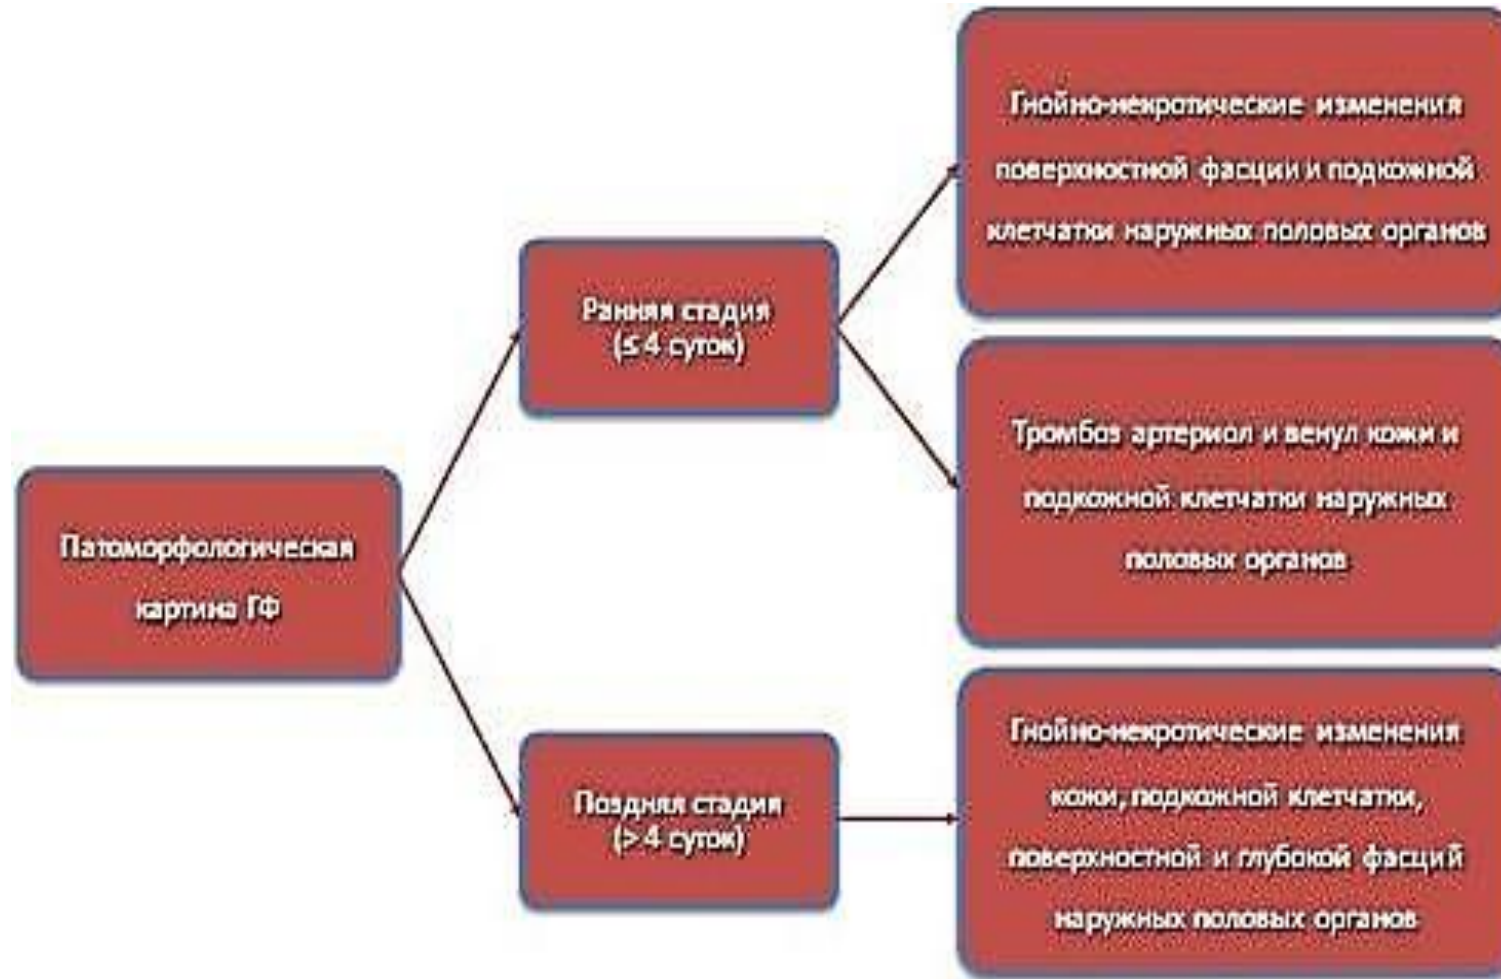 Патоморфологическая
картина ГФ
Ранняя стадия
(≤ 4 суток)
Гнойно-некротические изменения
поверхностной фасции и подкожной
клетчатки наружных половых органов
Тромбоз артериол и венул кожи и
подкожной клетчатки наружных
половых органов
Поздняя стадия
(> 4 суток)
Гнойно-некротические изменения
кожи, подкожной клетчатки,
поверхностной и глубокой фасций
наружных половых органов